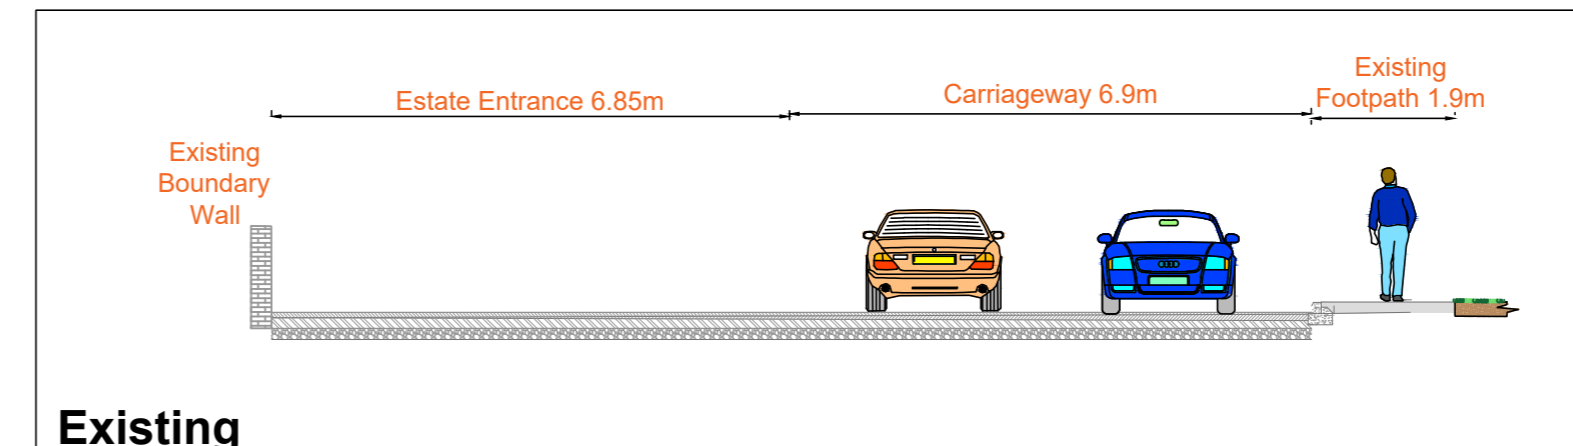 Existing
Footpath 1.9m
Carriageway 6.9m
Estate Entrance 6.85m
Existing
Boundary
Wall
Existing